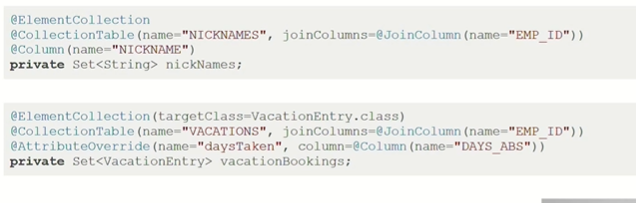 @ElementCollection
@CollectionTable(name="NICKNAMES", joinColumns=@JoinColumn(name="EMP_ID"))
@Column(name="NICKNAME")
private Set<String> nickNames;
@ElementCollection(targetClass=VacationEntry.class)
@CollectionTable(name="VACATIONS", joinColumns=@JoinColumn(name="EMP_ID"))
@AttributeOverride(name="daysTaken", column=@Column(name="DAYS_ABS"))
private Set<VacationEntry> vacationBookings;